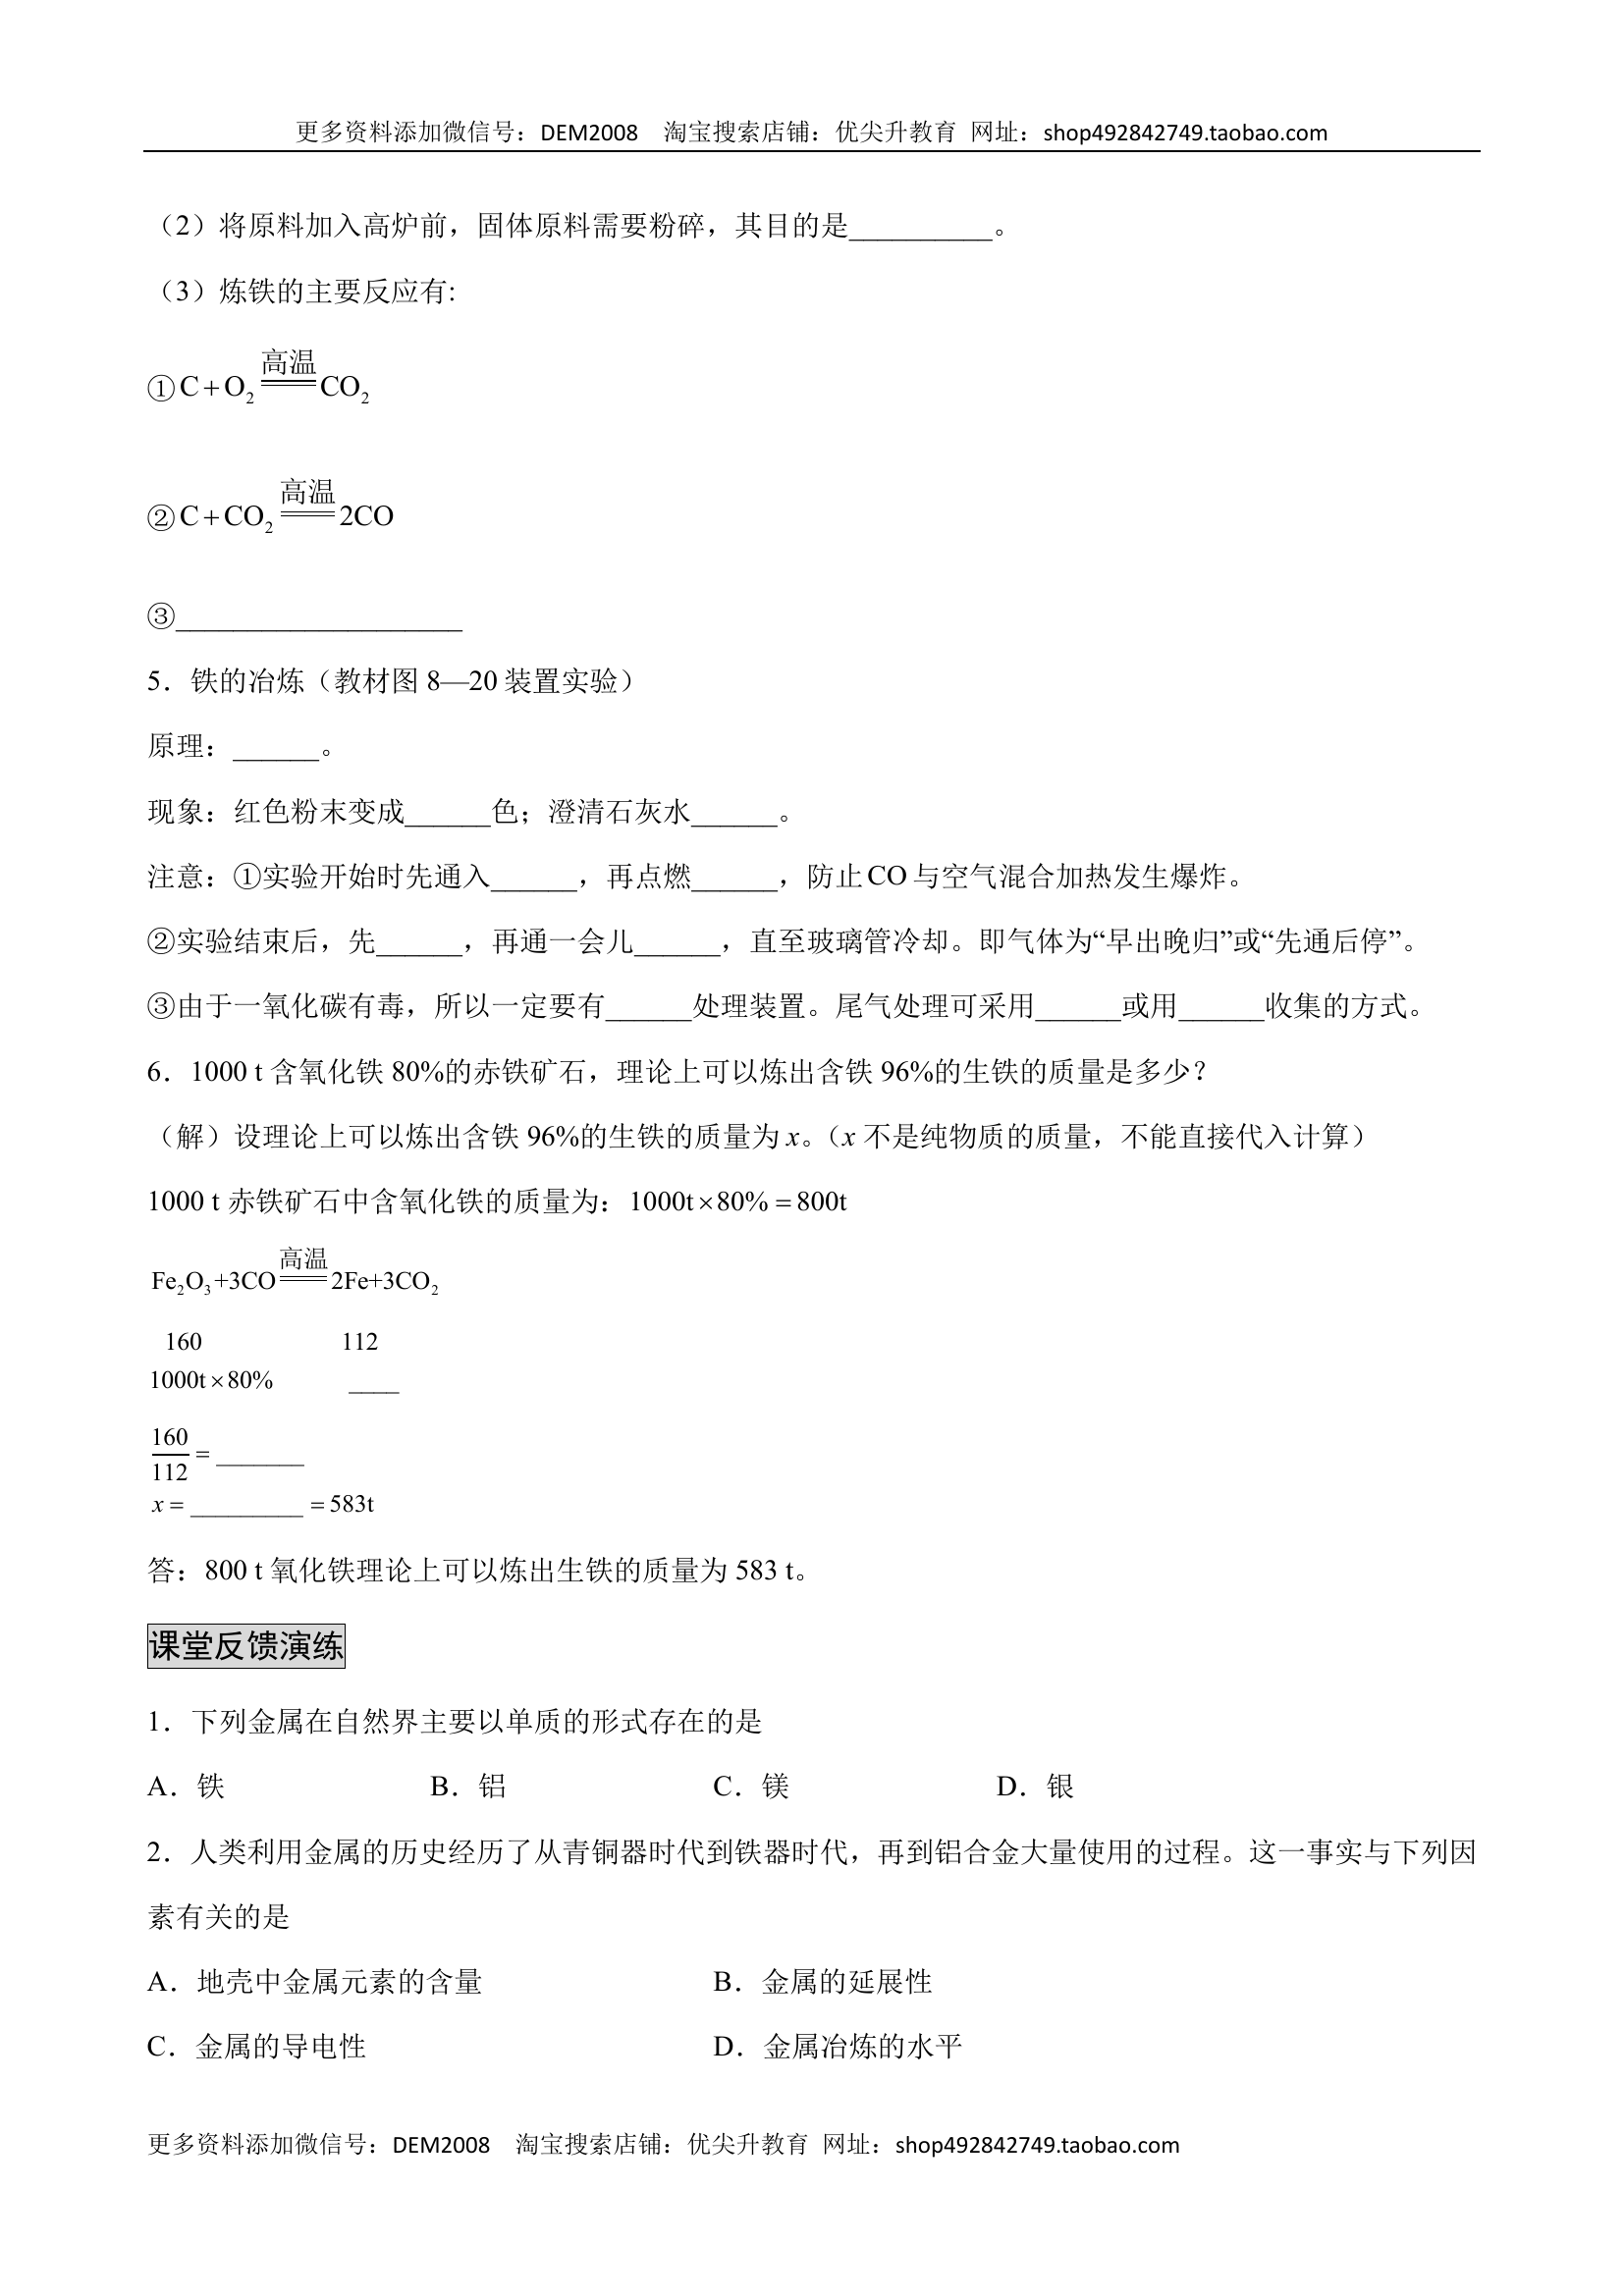 更多资料添加微信号：DEM2008 淘宝搜索店铺：优尖升教育 网址：shop492842749.taobao.com
（2）将原料加入高炉前，固体原料需要粉碎，其目的是__________。
（3）炼铁的主要反应有:
①C+O₂ 高温 CO₂
②C+CO₂ 高温 2CO
③____________________
5．铁的冶炼（教材图 8—20 装置实验）
原理：______。
现象：红色粉末变成______色；澄清石灰水______。
注意：①实验开始时先通入______，再点燃______，防止 CO 与空气混合加热发生爆炸。
②实验结束后，先______，再通一会儿______，直至玻璃管冷却。即气体为“早出晚归”或“先通后停”。
③由于一氧化碳有毒，所以一定要有______处理装置。尾气处理可采用______或用______收集的方式。
6．1000 t 含氧化铁 80%的赤铁矿石，理论上可以炼出含铁 96%的生铁的质量是多少？
（解）设理论上可以炼出含铁 96%的生铁的质量为 x。（x 不是纯物质的质量，不能直接代入计算）
1000 t 赤铁矿石中含氧化铁的质量为：1000t×80%=800t
Fe₂O₃+3CO 高温 2Fe+3CO₂
160 112
1000t×80% ____
160/112=_______
x=_________=583t
答：800 t 氧化铁理论上可以炼出生铁的质量为 583 t。
课堂反馈演练
1．下列金属在自然界主要以单质的形式存在的是
A．铁 B．铝 C．镁 D．银
2．人类利用金属的历史经历了从青铜器时代到铁器时代，再到铝合金大量使用的过程。这一事实与下列因
素有关的是
A．地壳中金属元素的含量 B．金属的延展性
C．金属的导电性 D．金属冶炼的水平
更多资料添加微信号：DEM2008 淘宝搜索店铺：优尖升教育 网址：shop492842749.taobao.com